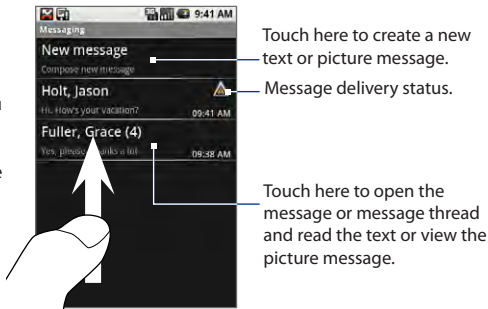 9:41 AM
Messaging
New message
Compose new message
Holt, Jason
Hi. How's your vacation?
09:41 AM
Fuller, Grace (4)
Yes, please thanks a lot
09:38 AM
Touch here to create a new
text or picture message.
Message delivery status.
Touch here to open the
message or message thread
and read the text or view the
picture message.